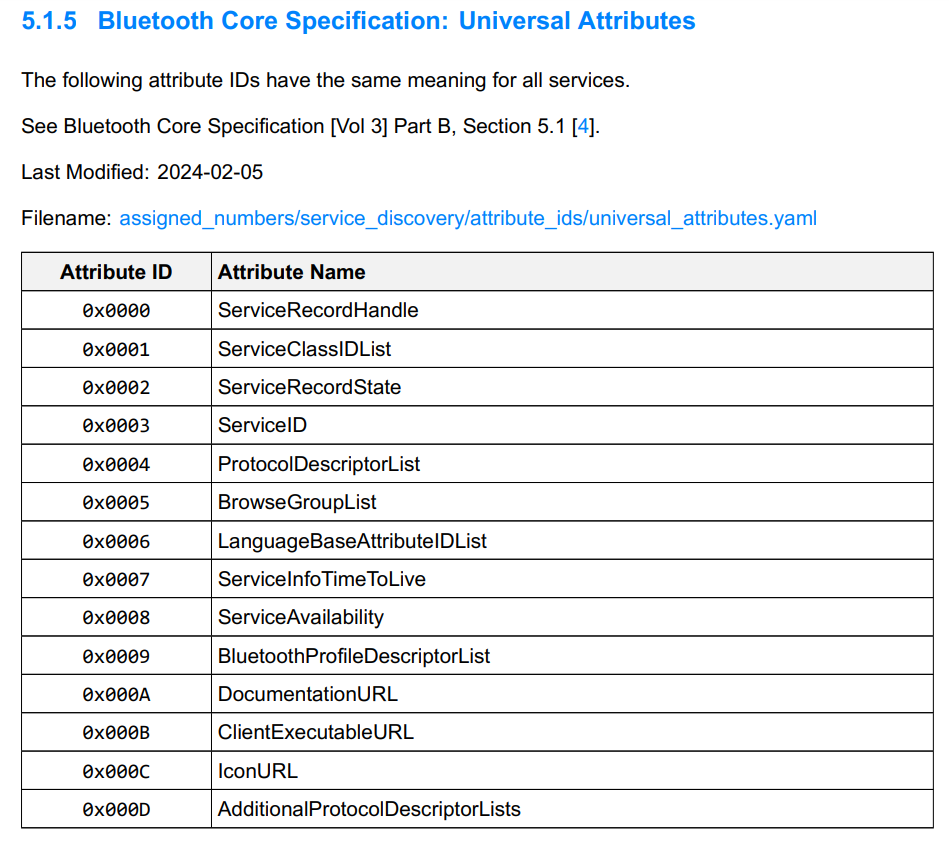 5.1.5 Bluetooth Core Specification: Universal Attributes
The following attribute IDs have the same meaning for all services.
See Bluetooth Core Specification [Vol 3] Part B, Section 5.1 [4].
Last Modified: 2024-02-05
Filename: assigned_numbers/service_discovery/attribute_ids/universal_attributes.yaml
Attribute ID Attribute Name
0x0000 ServiceRecordHandle
0x0001 ServiceClassIDList
0x0002 ServiceRecordState
0x0003 ServiceID
0x0004 ProtocolDescriptorList
0x0005 BrowseGroupList
0x0006 LanguageBaseAttributeIDList
0x0007 ServiceInfoTimeToLive
0x0008 ServiceAvailability
0x0009 BluetoothProfileDescriptorList
0x000A DocumentationURL
0x000B ClientExecutableURL
0x000C IconURL
0x000D AdditionalProtocolDescriptorLists